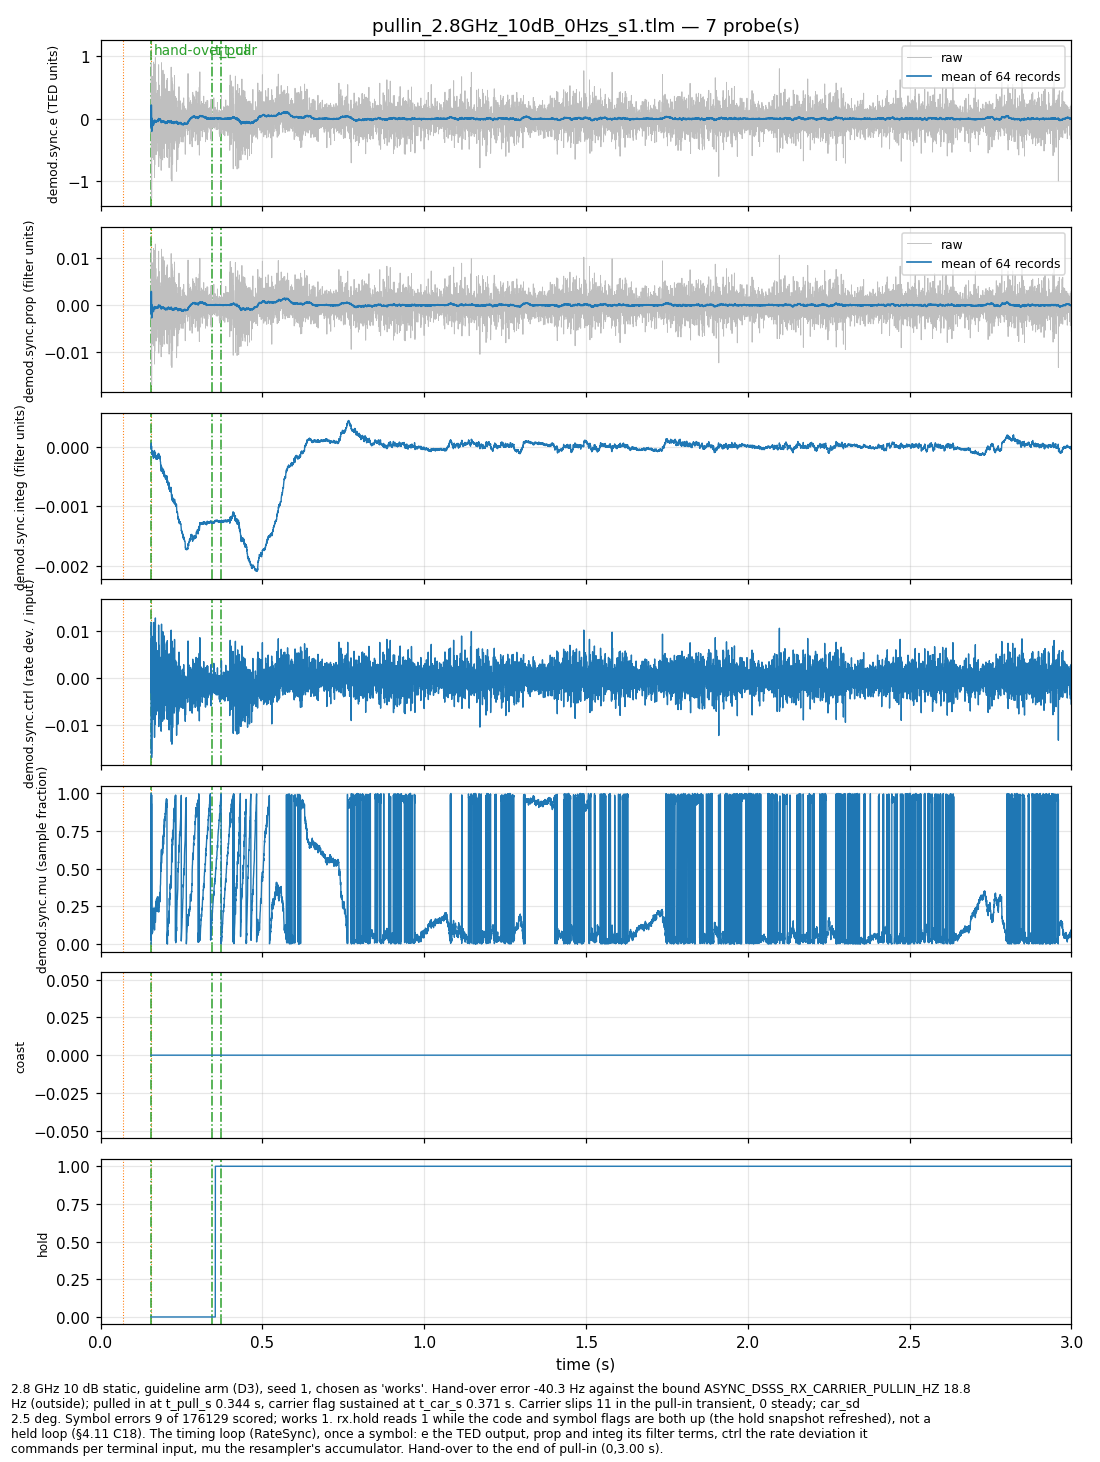 pullin_2.8GHz_10dB_0Hzs_s1.tlm — 7 probe(s)
demod.sync.e (TED units)
1
0
−1
hand-over
t_car
raw
mean of 64 records
demod.sync.prop (filter units)
0.01
0.00
−0.01
raw
mean of 64 records
demod.sync.integ (filter units)
0.000
−0.001
−0.002
demod.sync.ctrl (rate dev. / input)
0.01
0.00
−0.01
demod.sync.mu (sample fraction)
1.00
0.75
0.50
0.25
0.00
coast
0.050
0.025
0.000
−0.025
−0.050
hold
1.00
0.75
0.50
0.25
0.00
0.0 0.5 1.0 1.5 2.0 2.5 3.0
time (s)
2.8 GHz 10 dB static, guideline arm (D3), seed 1, chosen as 'works'. Hand-over error -40.3 Hz against the bound ASYNC_DSSS_RX_CARRIER_PULLIN_HZ 18.8
Hz (outside); pulled in at t_pull_s 0.344 s, carrier flag sustained at t_car_s 0.371 s. Carrier slips 11 in the pull-in transient, 0 steady; car_sd
2.5 deg. Symbol errors 9 of 176129 scored; works 1. rx.hold reads 1 while the code and symbol flags are both up (the hold snapshot refreshed), not a
held loop (§4.11 C18). The timing loop (RateSync), once a symbol: e the TED output, prop and integ its filter terms, ctrl the rate deviation it
commands per terminal input, mu the resampler's accumulator. Hand-over to the end of pull-in (0,3.00 s).